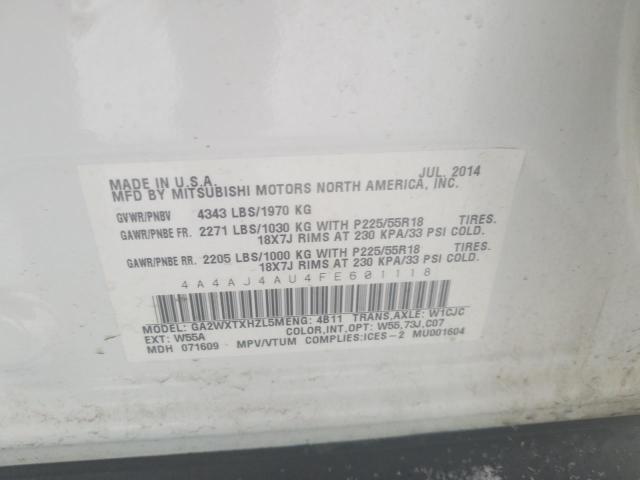 MADE IN U.S.A. JUL. 2014
MFD BY MITSUBISHI MOTORS NORTH AMERICA, INC.
GVWR/PNBV 4343 LBS/1970 KG
GAWR/PNBE FR. 2271 LBS/1030 KG WITH P225/55R18 TIRES.
18X7J RIMS AT 230 KPA/33 PSI COLD.
GAWR/PNBE RR. 2205 LBS/1000 KG WITH P225/55R18 TIRES.
18X7J RIMS AT 230 KPA/33 PSI COLD.
4A4AJ4AU4FE601118
MODEL: GA2WXTXHZL5MENG: 4B11 TRANS,AXLE: W1CJC
EXT: W55A COLOR,INT,OPT: W55,73J,C07
MDH 071609 MPV/VTUM COMPLIES:ICES-2 MU001604